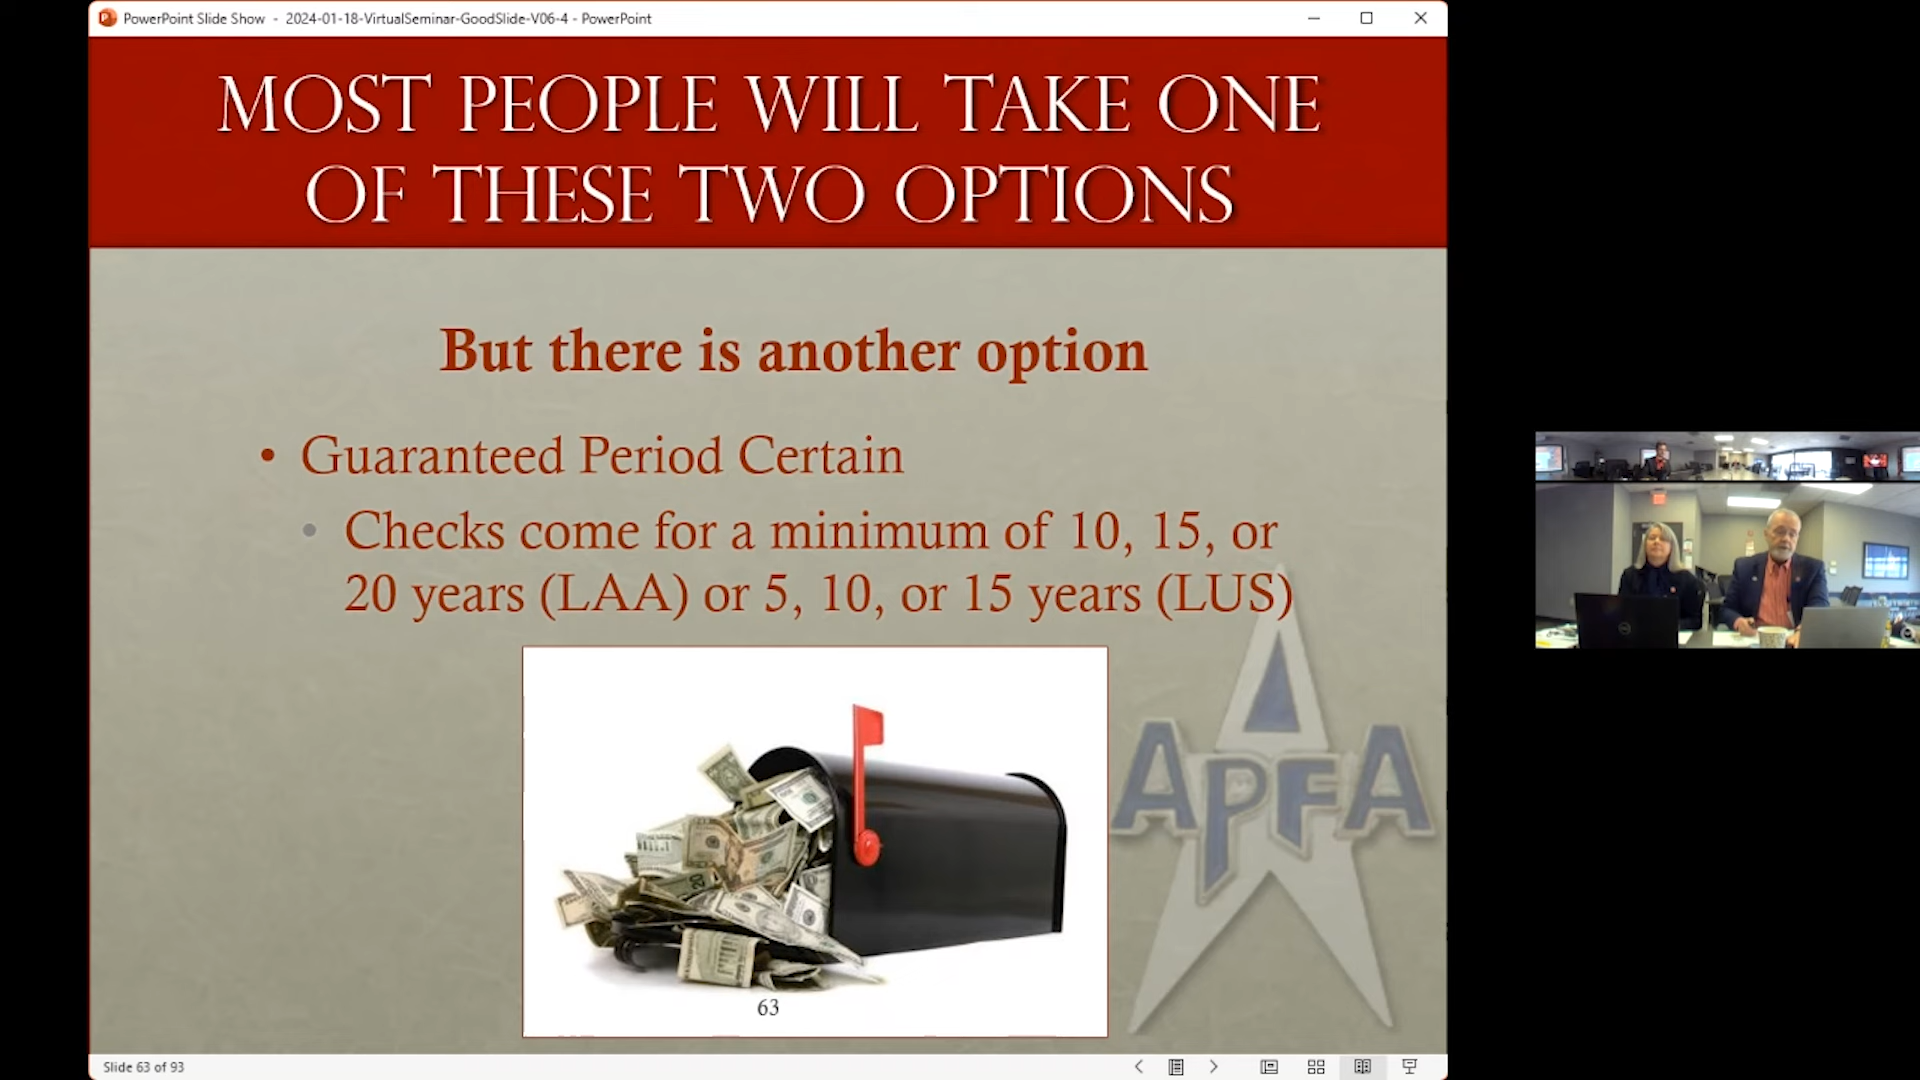 PowerPoint Slide Show - 2024-01-18-VirtualSeminar-GoodSlide-V06-4 - PowerPoint
MOST PEOPLE WILL TAKE ONE
OF THESE TWO OPTIONS
But there is another option
• Guaranteed Period Certain
• Checks come for a minimum of 10, 15, or
20 years (LAA) or 5, 10, or 15 years (LUS)
APFA
63
Slide 63 of 93